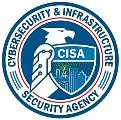 CYBERSECURITY & INFRASTRUCTURE
CISA
SECURITY AGENCY